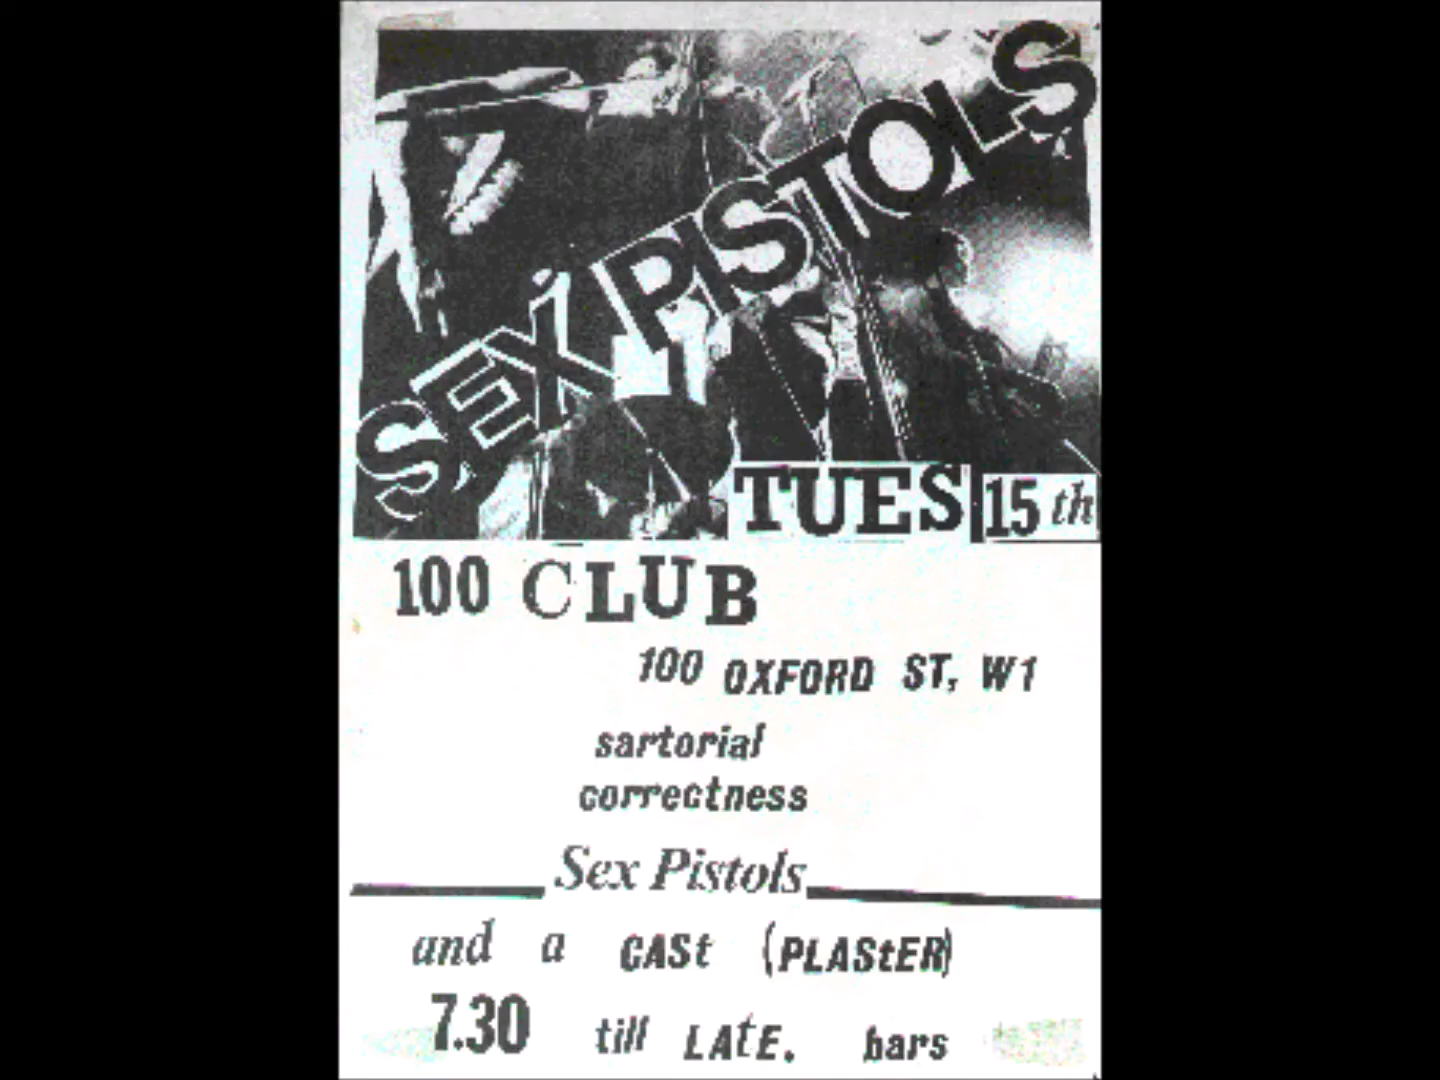 SEX PISTOLS
TUES 15th
100 CLUB
100 OXFORD ST, W1
sartorial
correctness
Sex Pistols
and a CASt (PLAStER)
7.30 till LAtE. bars